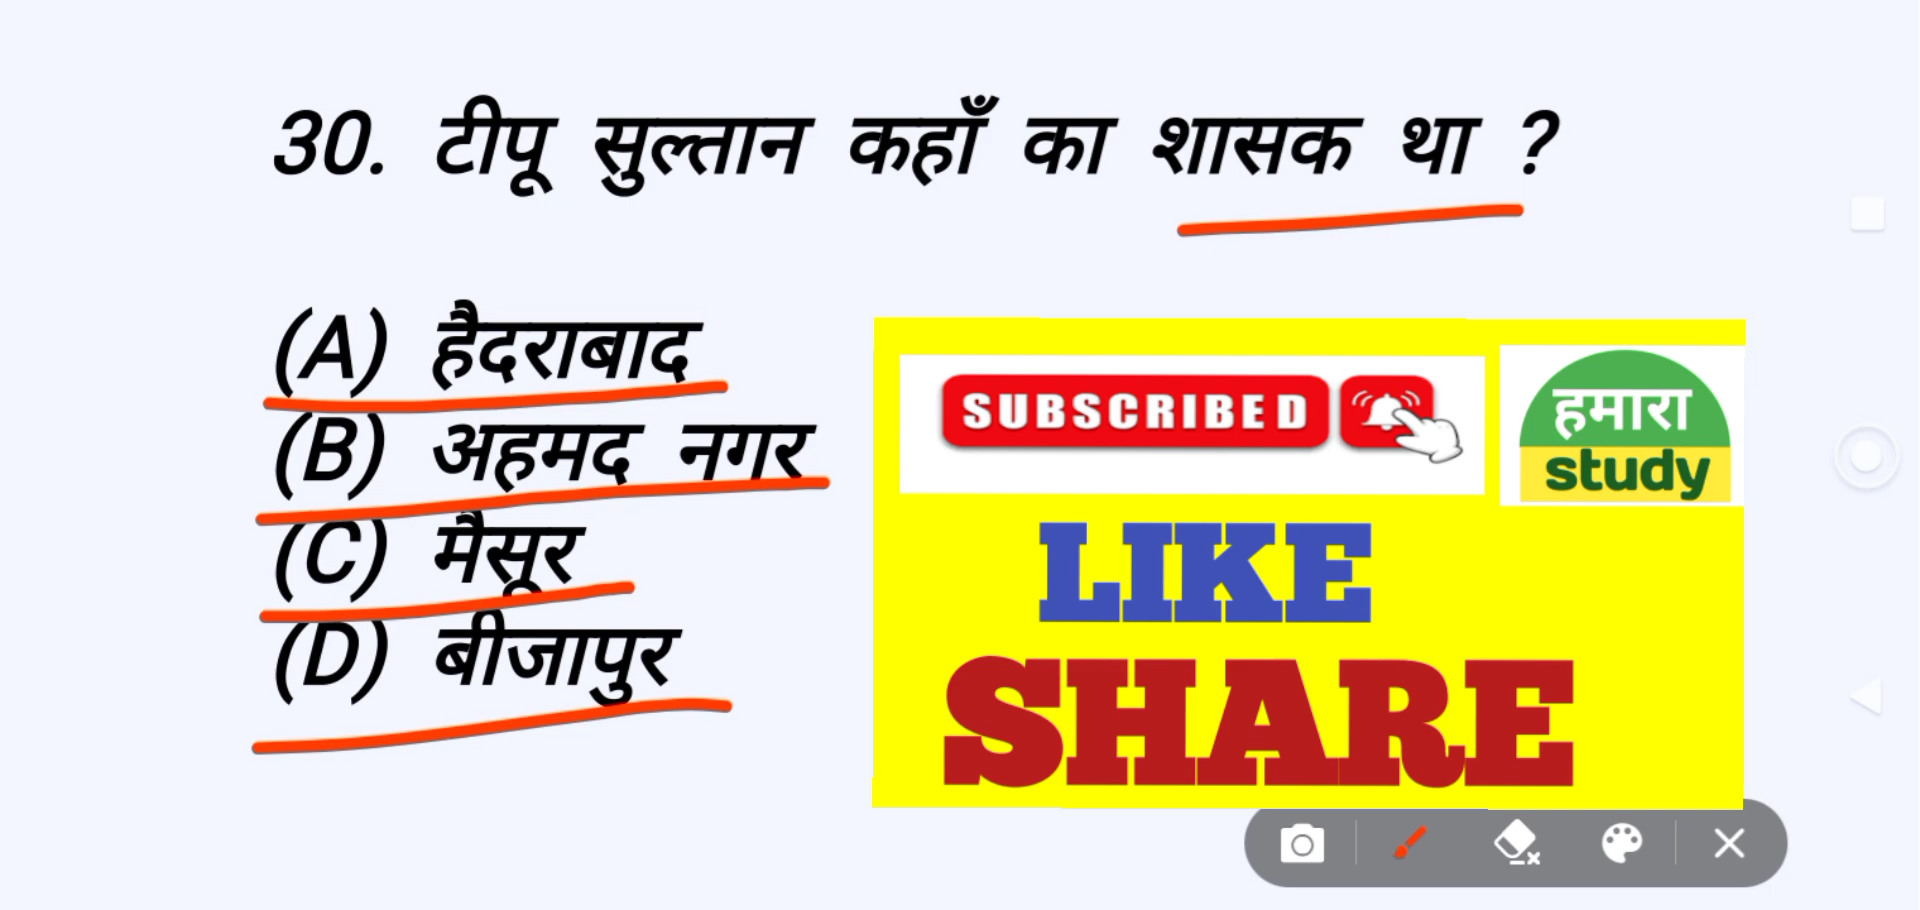 30. टीपू सुल्तान कहाँ का शासक था ?
(A) हैदराबाद
(B) अहमद नगर
(C) मैसूर
(D) बीजापुर
SUBSCRIBED
हमारा
study
LIKE
SHARE